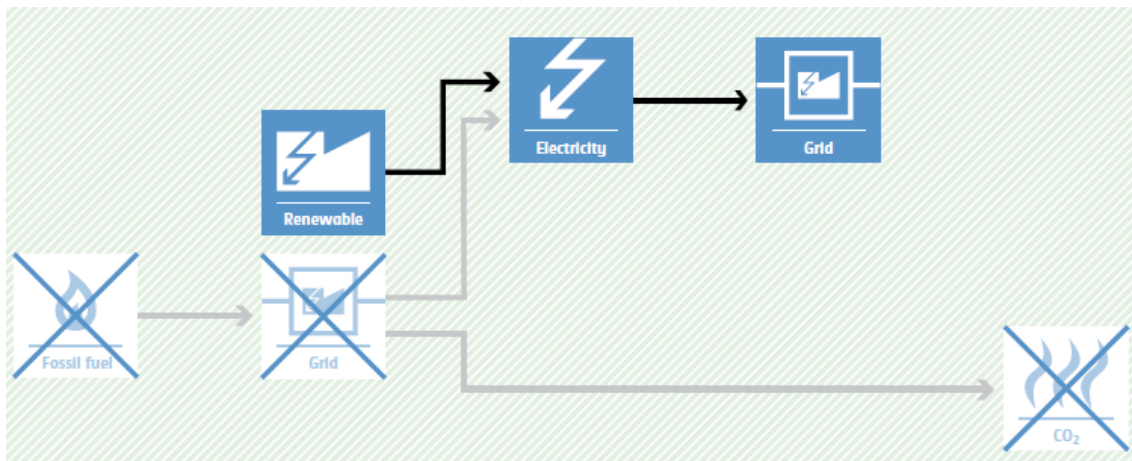 Electricity
Grid
Renewable
Fossil fuel
Grid
CO₂